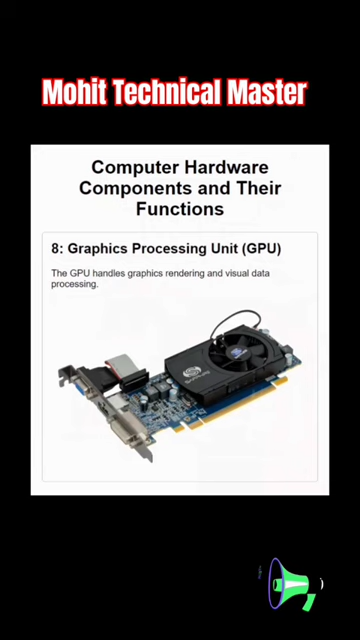 Mohit Technical Master
Computer Hardware
Components and Their
Functions
8: Graphics Processing Unit (GPU)
The GPU handles graphics rendering and visual data
processing.